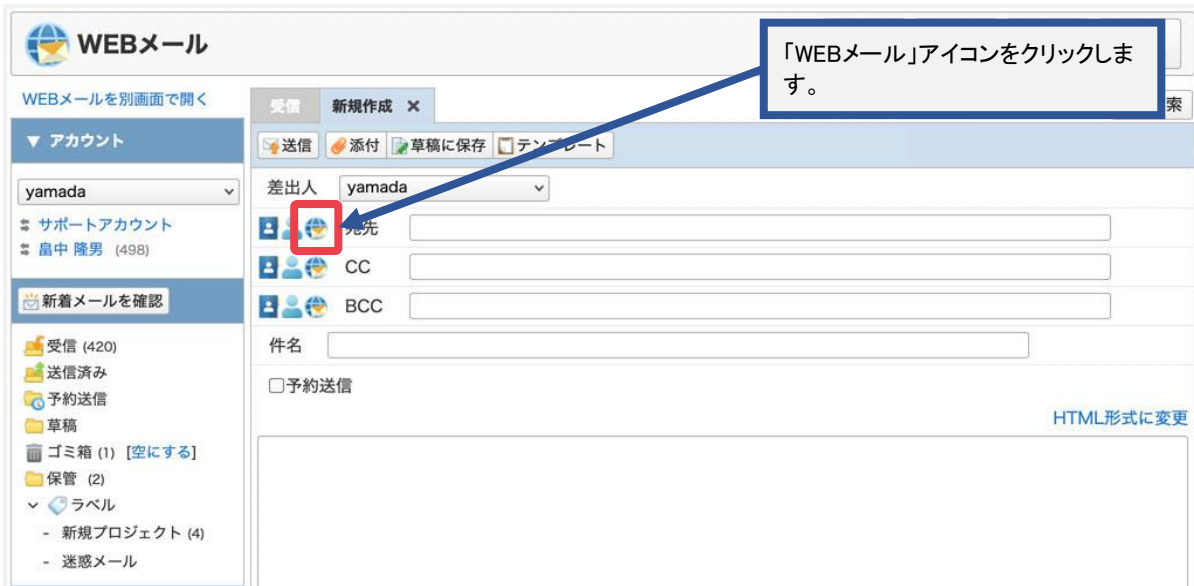 WEBメール
「WEBメール」アイコンをクリックしま
す。
WEBメールを別画面で開く
受信 新規作成 ×
索
▼ アカウント
送信 添付 草稿に保存 テンプレート
yamada
差出人 yamada
サポートアカウント
畠中 隆男 (498)
宛先
CC
新着メールを確認
BCC
受信 (420)
件名
送信済み
予約送信
予約送信
草稿
HTML形式に変更
ゴミ箱 (1) [空にする]
保管 (2)
ラベル
- 新規プロジェクト (4)
- 迷惑メール